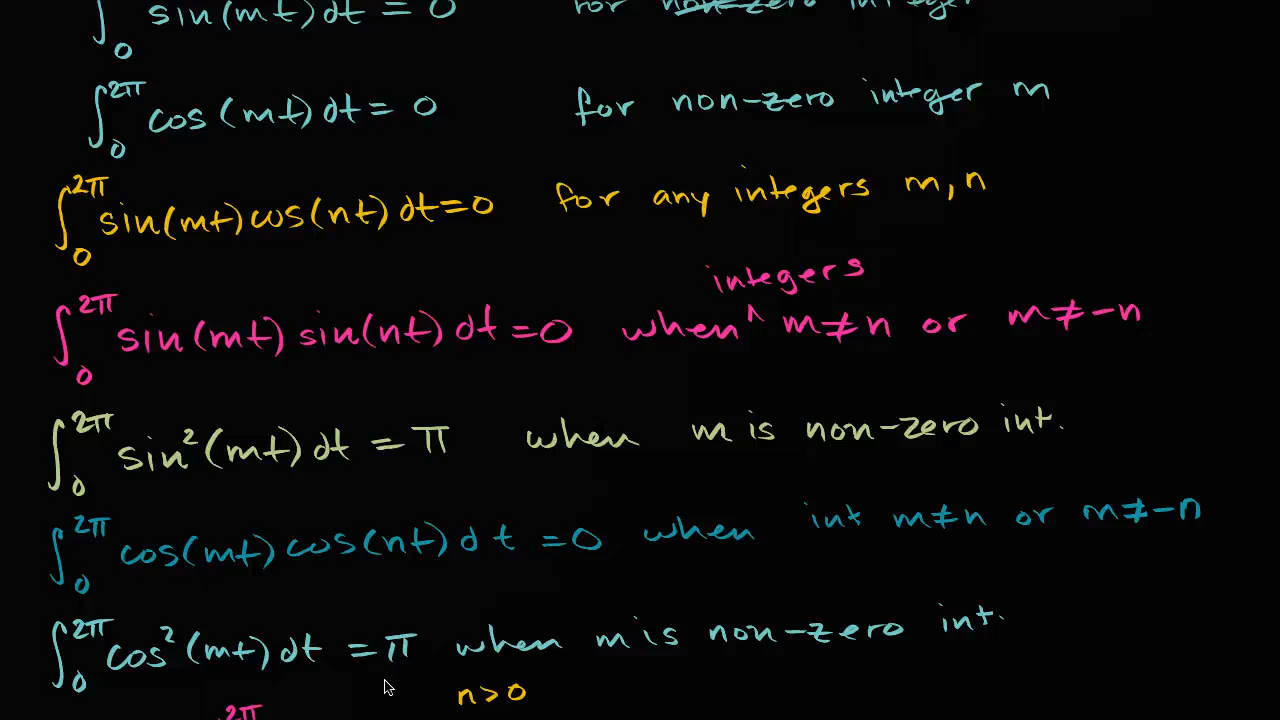 ∫₀ sin(mt)dt = 0 for non-zero integer
∫₀^2π cos(mt)dt = 0 for non-zero integer m
∫₀^2π sin(mt)cos(nt)dt=0 for any integers m,n
integers
∫₀^2π sin(mt) sin(nt)dt=0 when ^ m≠n or m≠-n
∫₀^2π sin²(mt)dt = π when m is non-zero int.
∫₀^2π cos(mt)cos(nt)dt =0 when int m≠n or m≠-n
∫₀^2π cos²(mt)dt =π when m is non-zero int.
n>0
2π